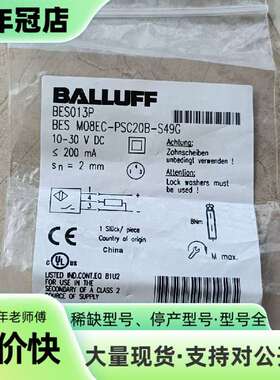 年冠店
BALLUFF
BES013P
BES M08EC-PSC20B-S49G
10-30 V DC
≤ 200 mA
sn = 2 mm
Achtung:
Zahnscheiben
unbedingt verwenden !
Attention:
Lock washers must
be used !
1 Stück/ piece
Country of origin
China
8Nm
M max.
LISTED IND.CONT.EQ 81U2
FOR USE IN THE
SECONDARY OF A CLASS 2
SOURCE OF SUPPLY
年老师傅
稀缺型号、停产型号·型号全
价快
大量现货·支持对公